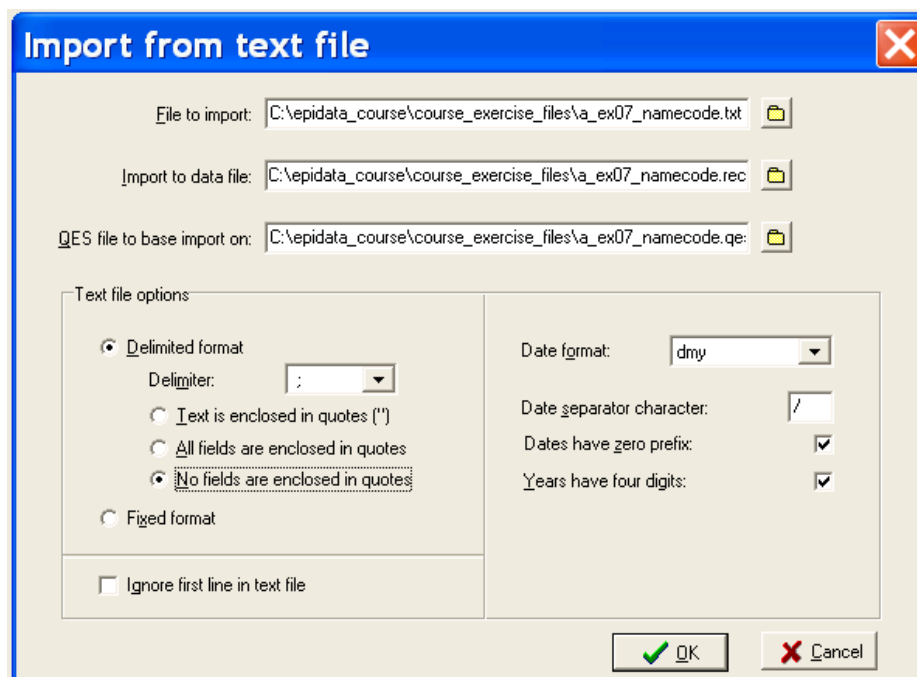 Import from text file
File to import: C:\epidata_course\course_exercise_files\a_ex07_namecode.txt
Import to data file: C:\epidata_course\course_exercise_files\a_ex07_namecode.rec
QES file to base import on: C:\epidata_course\course_exercise_files\a_ex07_namecode.qe
Text file options
Delimited format
Delimiter: ;
Text is enclosed in quotes (")
All fields are enclosed in quotes
No fields are enclosed in quotes
Fixed format
Ignore first line in text file
Date format: dmy
Date separator character: /
Dates have zero prefix:
Years have four digits:
OK
Cancel